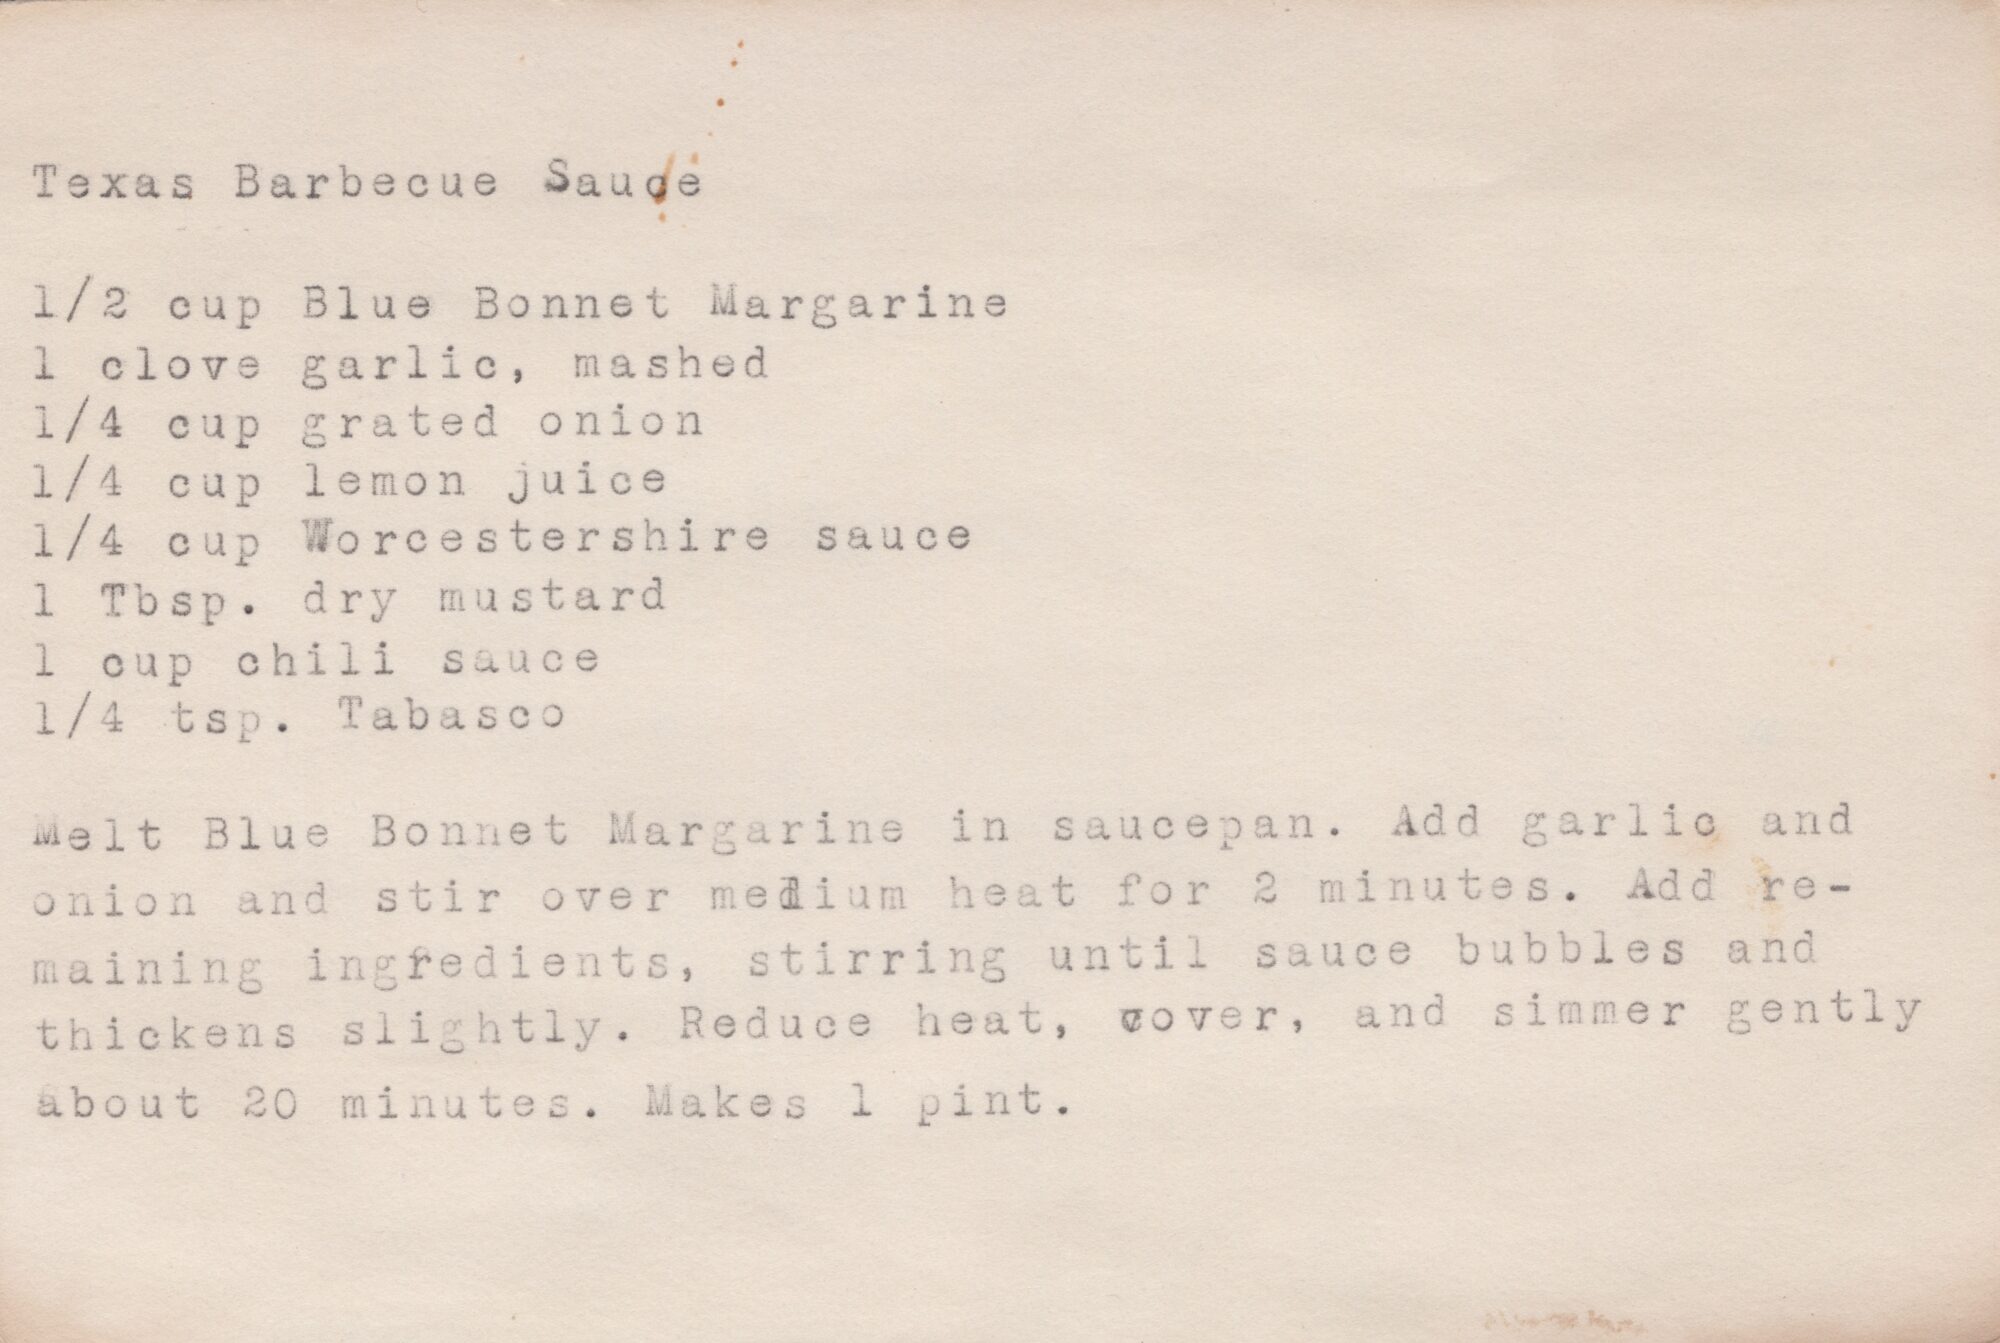 Texas Barbecue Sauce
1/2 cup Blue Bonnet Margarine
1 clove garlic, mashed
1/4 cup grated onion
1/4 cup lemon juice
1/4 cup Worcestershire sauce
1 Tbsp. dry mustard
1 cup chili sauce
1/4 tsp. Tabasco
Melt Blue Bonnet Margarine in saucepan. Add garlic and
onion and stir over medium heat for 2 minutes. Add re-
maining ingredients, stirring until sauce bubbles and
thickens slightly. Reduce heat, cover, and simmer gently
about 20 minutes. Makes 1 pint.